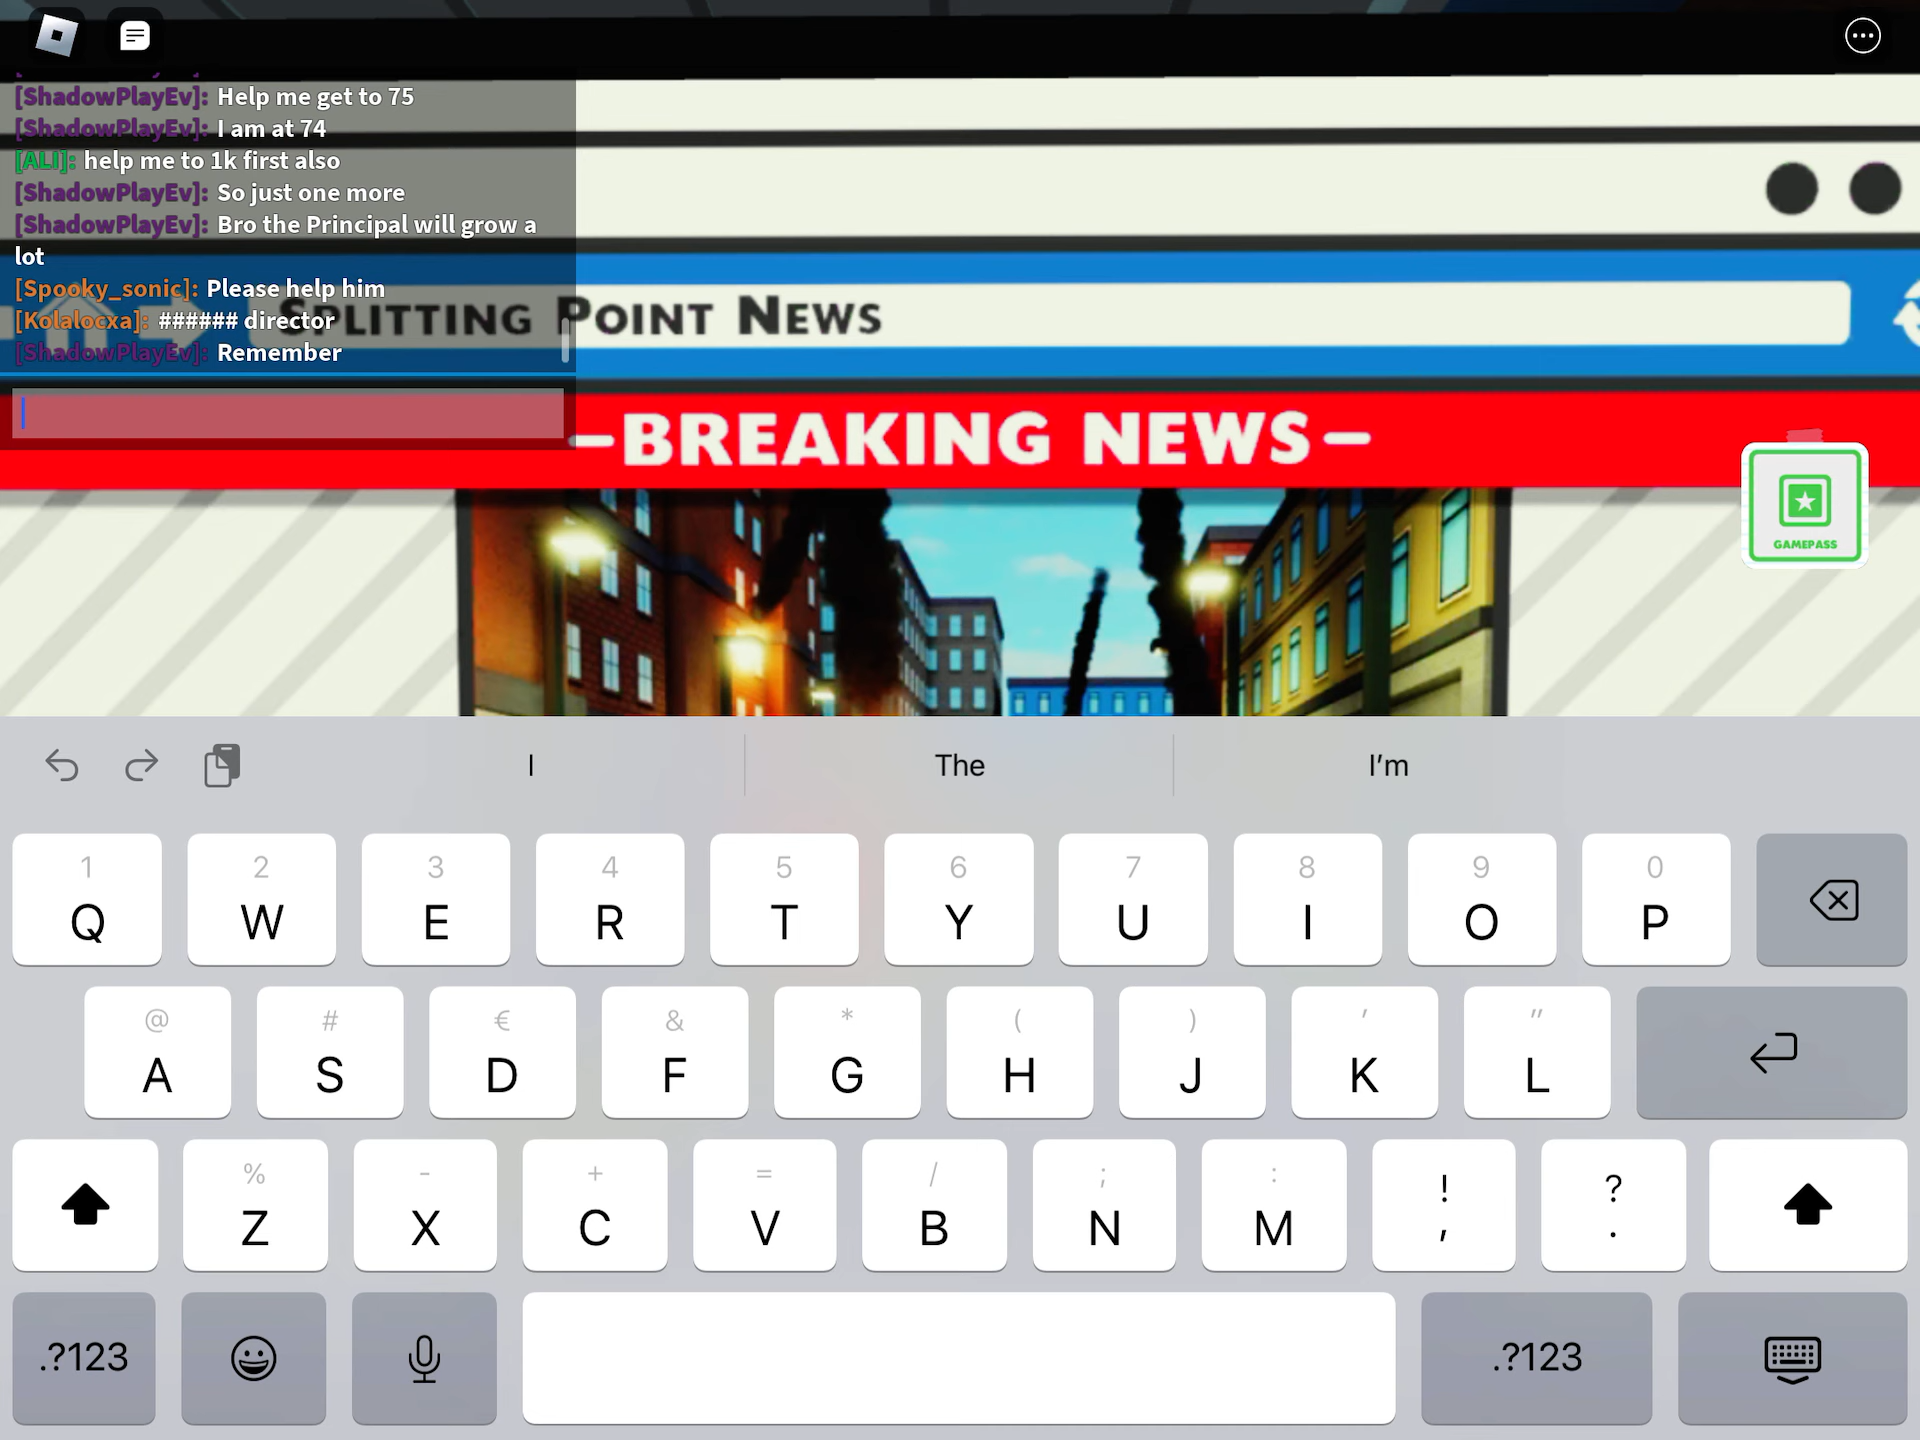 [ShadowPlayEv]: Help me get to 75
[ShadowPlayEv]: I am at 74
[ALI]: help me to 1k first also
[ShadowPlayEv]: So just one more
[ShadowPlayEv]: Bro the Principal will grow a
lot
[Spooky_sonic]: Please help him
[Kolalocxa]: ###### director
[ShadowPlayEv]: Remember
SPLITTING POINT NEWS
—BREAKING NEWS—
GAMEPASS
I The I’m
1 2 3 4 5 6 7 8 9 0
Q W E R T Y U I O P
@ # € & * ( ) ' "
A S D F G H J K L
% - + = / ; : ! ?
Z X C V B N M , .
.?123 .?123